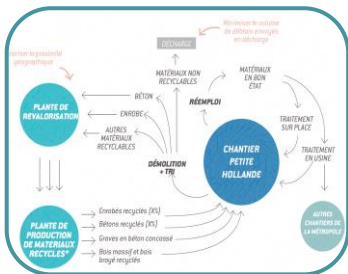 Minimiser le volume
de déchets envoyés
en décharge
DÉCHARGE
la proximité
géographique
MATÉRIAUX NON
RECYCLABLES
MATÉRIAUX
EN BON
ÉTAT
BÉTON
RÉEMPLOI
PLANTE DE
REVALORISATION
ENROBÉ
TRAITEMENT
SUR PLACE
AUTRES
MATÉRIAUX
RECYCLABLES
DÉMOLITION
+ TRI
CHANTIER
PETITE
HOLLANDE
TRAITEMENT
EN USINE
PLANTE DE
PRODUCTION
DE MATERIAUX
RECYCLES*
Enrobés recyclés (X%)
Bétons recyclés (X%)
Graves en béton concassé
Bois massif et bois
broyé recyclés
AUTRES
CHANTIERS DE
LA MÉTROPOLE